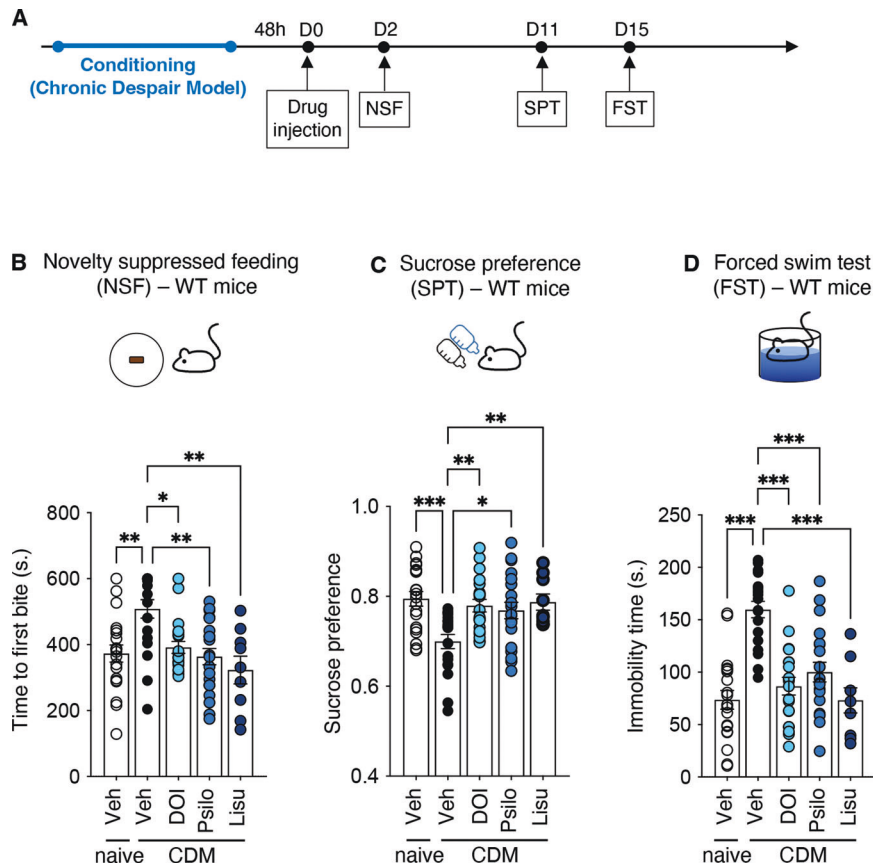 A
48h D0 D2 D11 D15
Conditioning
(Chronic Despair Model)
Drug
injection
NSF
SPT
FST
B Novelty suppressed feeding
(NSF) – WT mice
Time to first bite (s.)
800
600
400
200
0
**
*
** **
Veh Veh DOI Psilo Lisu
naive CDM
C Sucrose preference
(SPT) – WT mice
Sucrose preference
1.0
0.8
0.6
0.4
**
**
*** *
Veh Veh DOI Psilo Lisu
naive CDM
D Forced swim test
(FST) – WT mice
Immobility time (s.)
250
200
150
100
50
0
***
***
*** ***
Veh Veh DOI Psilo Lisu
naive CDM